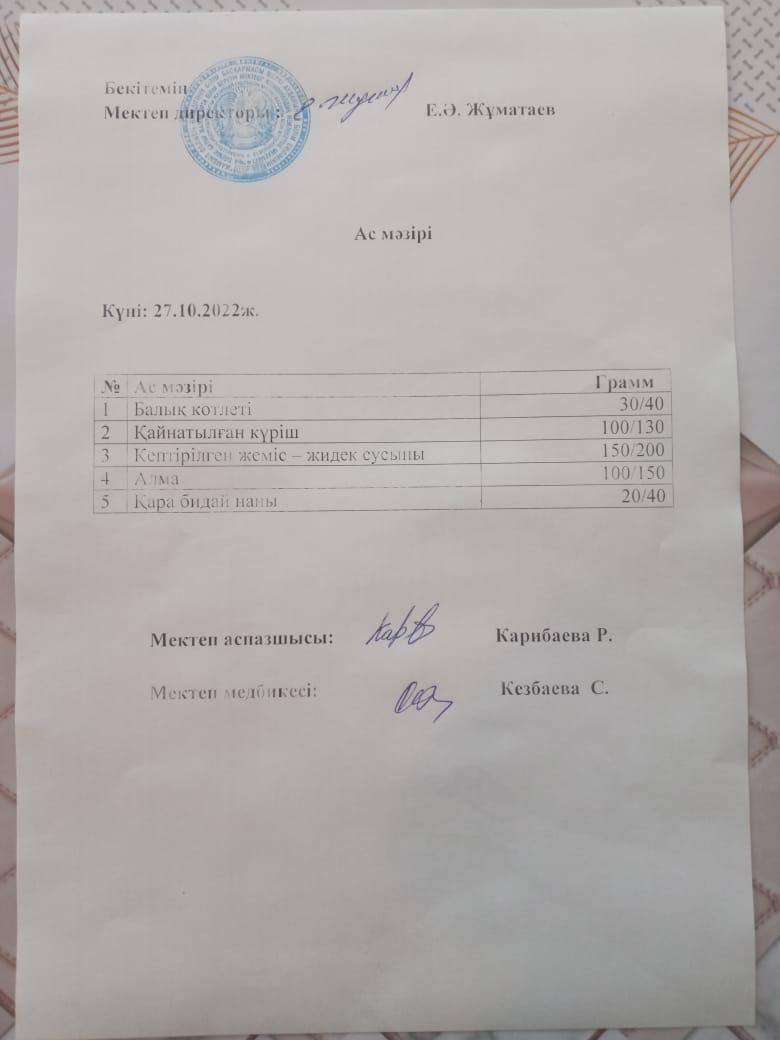 Бекітемін
Мектеп директоры : Е.Ә. Жұматаев
Ас мәзірі
Күні: 27.10.2022ж.
№ Ас мәзірі Грамм
1 Балық котлеті 30/40
2 Қайнатылған күріш 100/130
3 Кептірілген жеміс – жидек сусыны 150/200
4 Алма 100/150
5 Қара бидай наны 20/40
Мектеп аспазшысы: Карибаева Р.
Мектеп медбикесі: Кезбаева С.